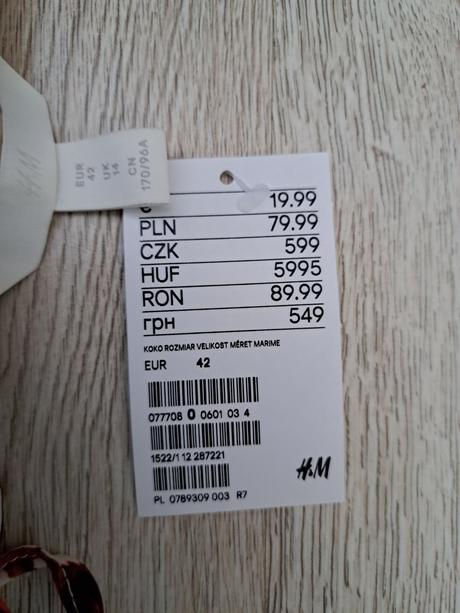 H&M
EUR
42
UK
14
CN
170/96A
€ 19.99
PLN 79.99
CZK 599
HUF 5995
RON 89.99
грн 549
KOKO ROZMIAR VELIKOST MÉRET MARIME
EUR 42
077708 0 0601 03 4
1522/1 12 287221
PL 0789309 003 R7
H&M